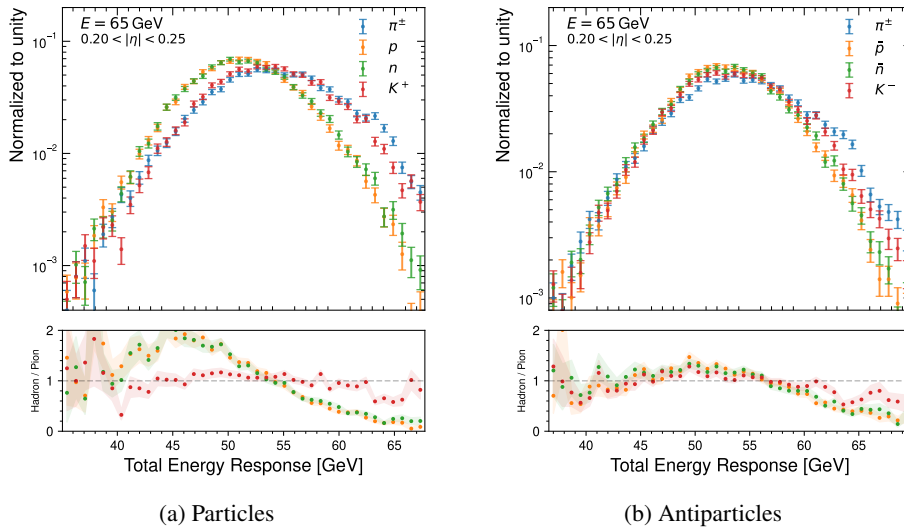 E = 65 GeV
0.20 < |η| < 0.25
π±
p
n
K+
Normalized to unity
10−1
10−2
10−3
Hadron / Pion
2
1
0
40 45 50 55 60 65
Total Energy Response [GeV]
(a) Particles
E = 65 GeV
0.20 < |η| < 0.25
π±
p̄
n̄
K−
Normalized to unity
10−1
10−2
10−3
Hadron / Pion
2
1
0
40 45 50 55 60 65
Total Energy Response [GeV]
(b) Antiparticles